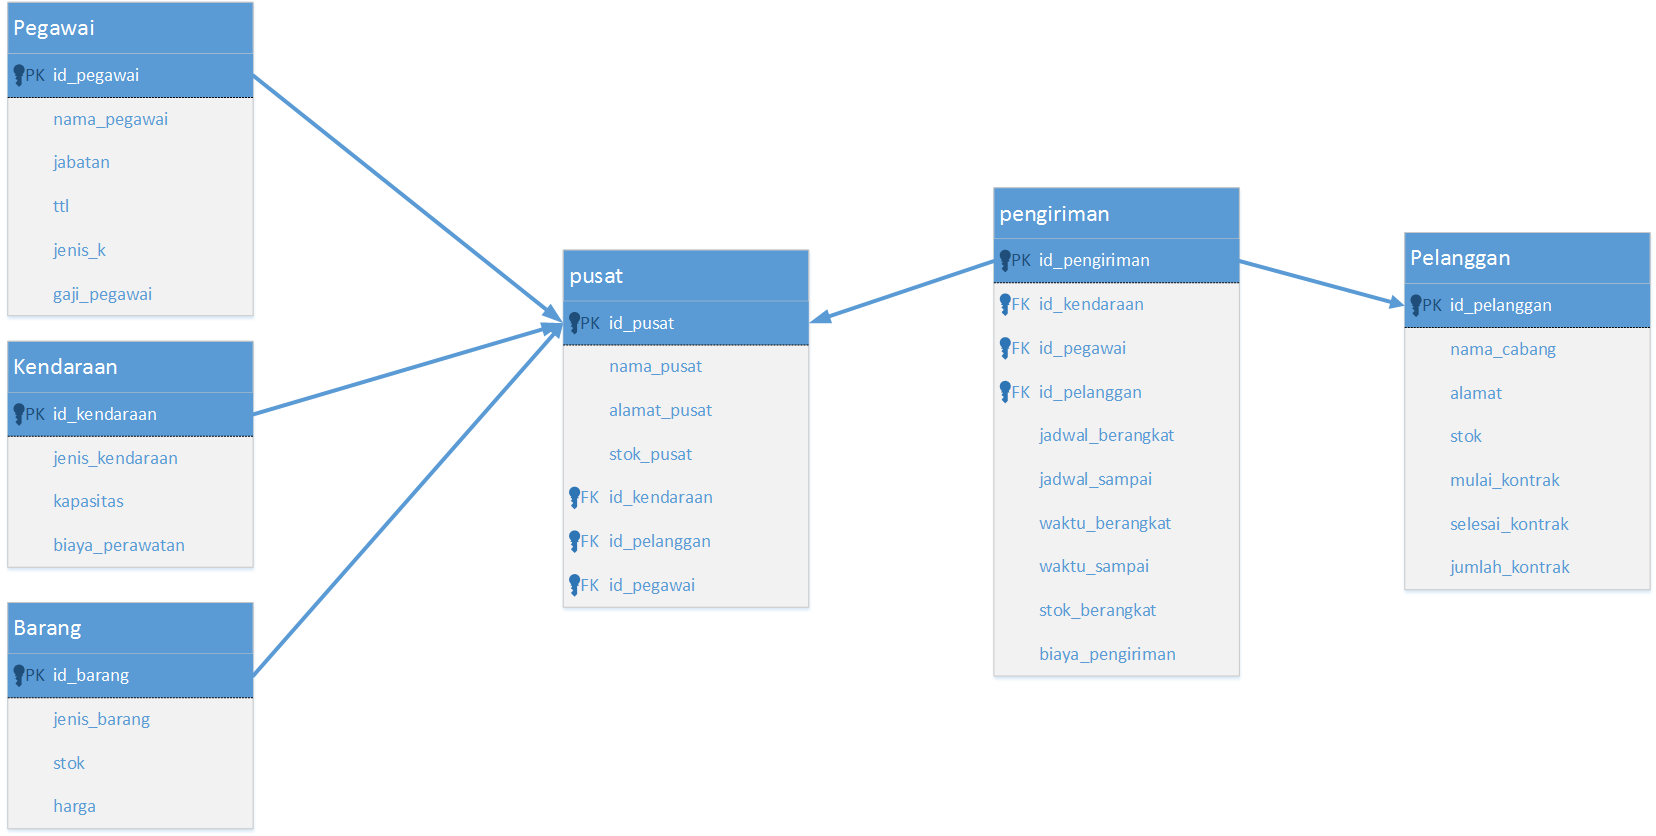 Pegawai
PK id_pegawai
nama_pegawai
jabatan
ttl
jenis_k
gaji_pegawai
Kendaraan
PK id_kendaraan
jenis_kendaraan
kapasitas
biaya_perawatan
Barang
PK id_barang
jenis_barang
stok
harga
pusat
PK id_pusat
nama_pusat
alamat_pusat
stok_pusat
FK id_kendaraan
FK id_pelanggan
FK id_pegawai
pengiriman
PK id_pengiriman
FK id_kendaraan
FK id_pegawai
FK id_pelanggan
jadwal_berangkat
jadwal_sampai
waktu_berangkat
waktu_sampai
stok_berangkat
biaya_pengiriman
Pelanggan
PK id_pelanggan
nama_cabang
alamat
stok
mulai_kontrak
selesai_kontrak
jumlah_kontrak